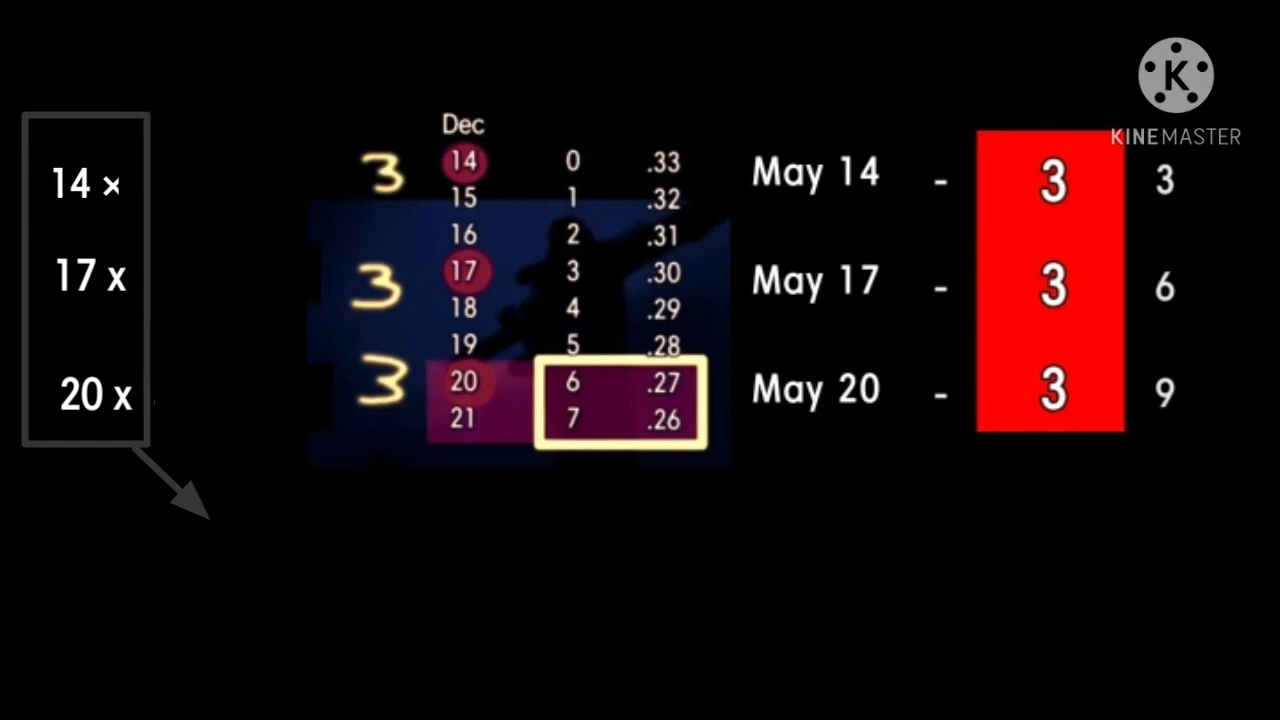 KINEMASTER
14 ×
17 x
20 x
3
3
3
Dec
14 0 .33
15 1 .32
16 2 .31
17 3 .30
18 4 .29
19 5 .28
20 6 .27
21 7 .26
May 14 - 3 3
May 17 - 3 6
May 20 - 3 9